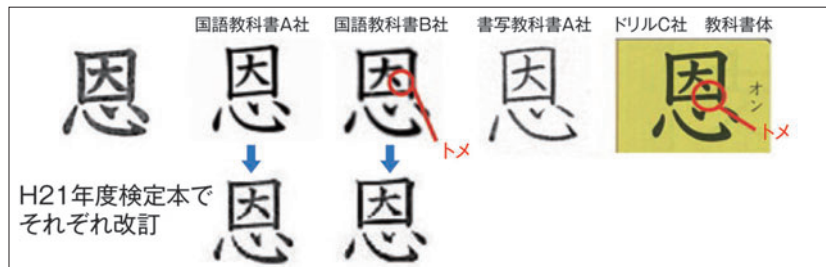 国語教科書A社 国語教科書B社 書写教科書A社 ドリルC社 教科書体
恩 恩 恩 恩 恩
オン
トメ トメ
H21年度検定本で
それぞれ改訂
恩 恩